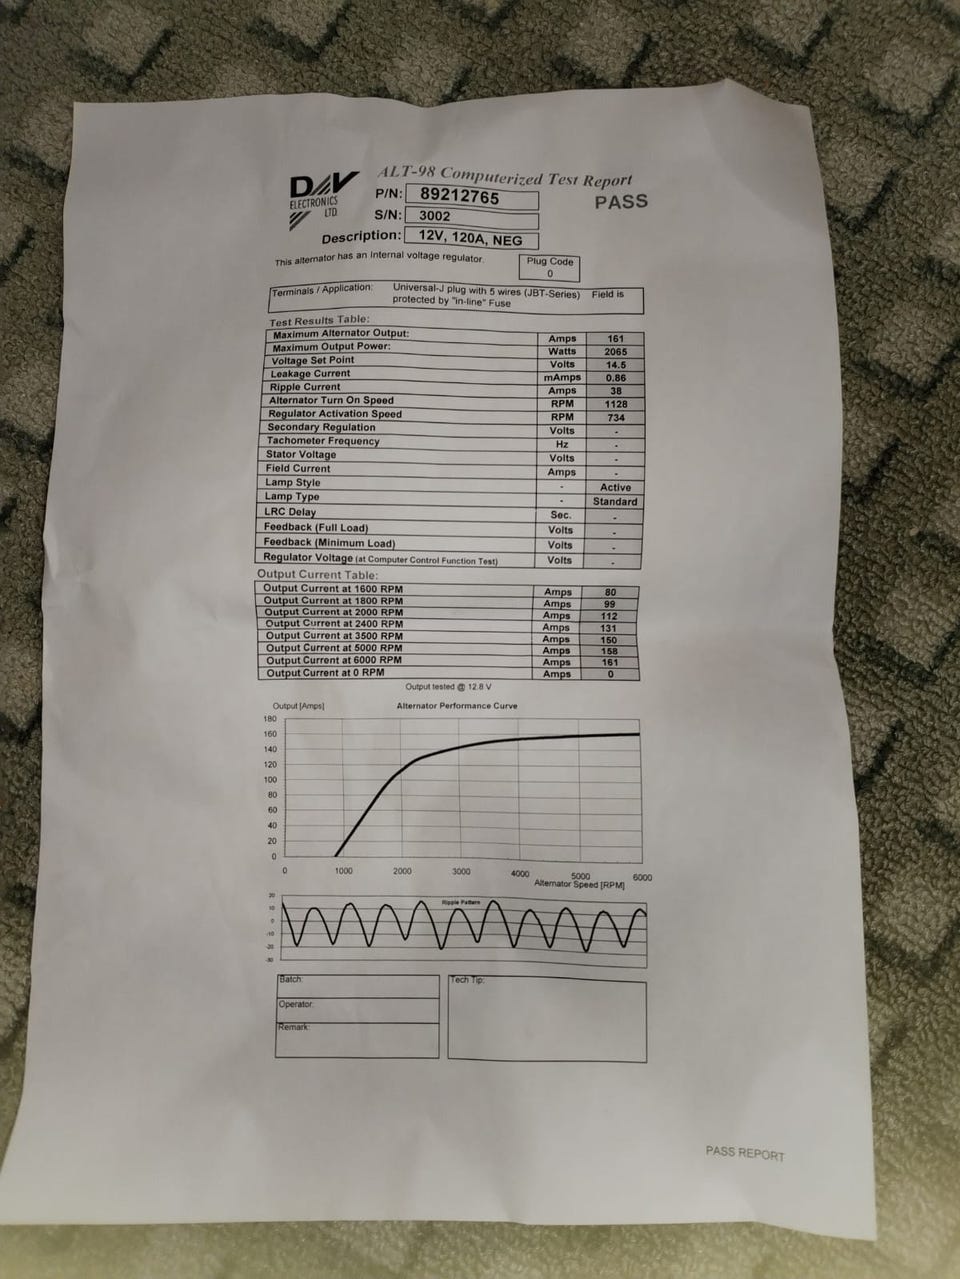 DAV
ELECTRONICS
LTD
ALT-98 Computerized Test Report
P/N: 89212765
PASS
S/N: 3002
Description: 12V, 120A, NEG
This alternator has an Internal voltage regulator.
Plug Code
0
Terminals / Application: Universal-J plug with 5 wires (JBT-Series) Field is
protected by "in-line" Fuse
Test Results Table:
Maximum Alternator Output: Amps 161
Maximum Output Power: Watts 2065
Voltage Set Point Volts 14.5
Leakage Current mAmps 0.86
Ripple Current Amps 38
Alternator Turn On Speed RPM 1128
Regulator Activation Speed RPM 734
Secondary Regulation Volts -
Tachometer Frequency Hz -
Stator Voltage Volts -
Field Current Amps -
Lamp Style - Active
Lamp Type - Standard
LRC Delay Sec. -
Feedback (Full Load) Volts -
Feedback (Minimum Load) Volts -
Regulator Voltage (at Computer Control Function Test) Volts -
Output Current Table:
Output Current at 1600 RPM Amps 80
Output Current at 1800 RPM Amps 99
Output Current at 2000 RPM Amps 112
Output Current at 2400 RPM Amps 131
Output Current at 3500 RPM Amps 150
Output Current at 5000 RPM Amps 158
Output Current at 6000 RPM Amps 161
Output Current at 0 RPM Amps 0
Output tested @ 12.8 V
Output [Amps] Alternator Performance Curve
180
160
140
120
100
80
60
40
20
0
0 1000 2000 3000 4000 5000 6000
Alternator Speed [RPM]
Ripple Pattern
20
10
0
-10
-20
-30
Batch:
Operator:
Remark:
Tech Tip:
PASS REPORT